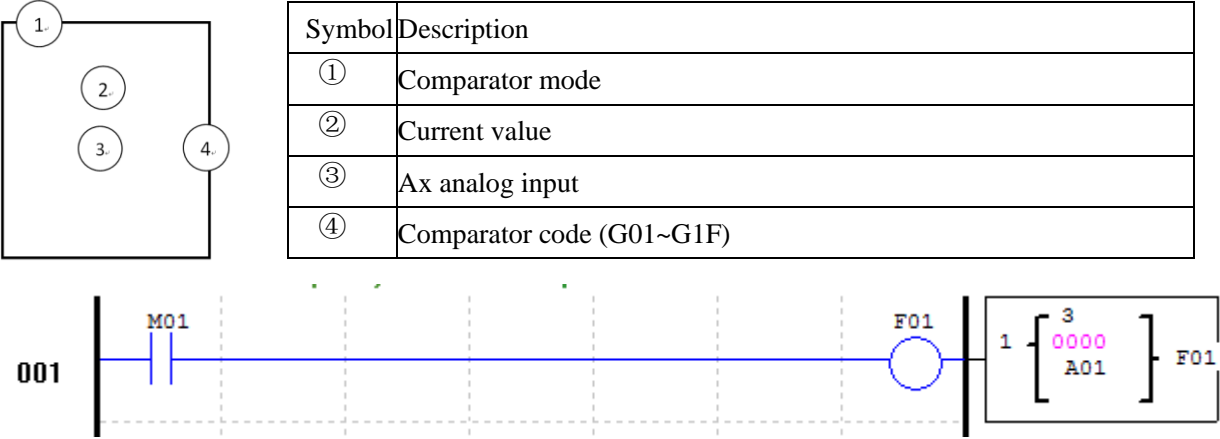 1
2
3
4
Symbol Description
① Comparator mode
② Current value
③ Ax analog input
④ Comparator code (G01~G1F)
M01 F01
001
3
1 0000 F01
A01